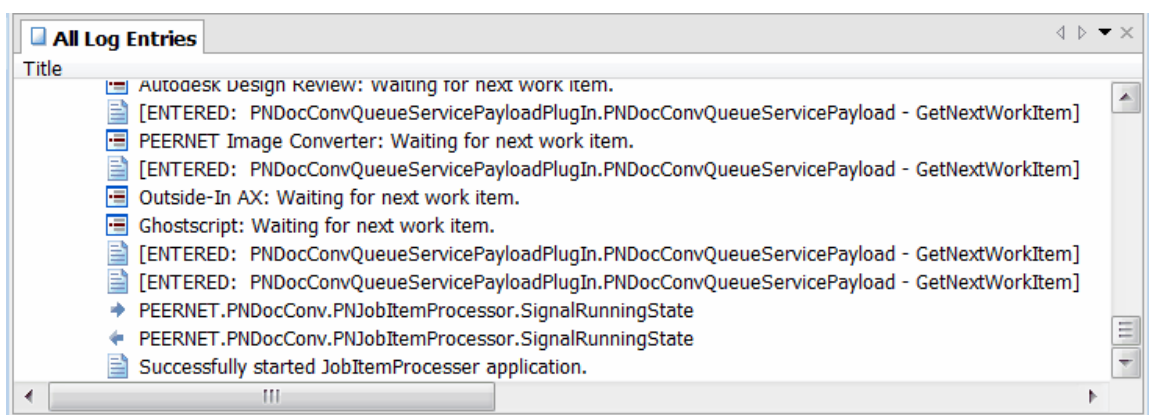 All Log Entries
Title
Autodesk Design Review: Waiting for next work item.
[ENTERED:  PNDocConvQueueServicePayloadPlugIn.PNDocConvQueueServicePayload - GetNextWorkItem]
PEERNET Image Converter: Waiting for next work item.
[ENTERED:  PNDocConvQueueServicePayloadPlugIn.PNDocConvQueueServicePayload - GetNextWorkItem]
Outside-In AX: Waiting for next work item.
Ghostscript: Waiting for next work item.
[ENTERED:  PNDocConvQueueServicePayloadPlugIn.PNDocConvQueueServicePayload - GetNextWorkItem]
[ENTERED:  PNDocConvQueueServicePayloadPlugIn.PNDocConvQueueServicePayload - GetNextWorkItem]
PEERNET.PNDocConv.PNJobItemProcessor.SignalRunningState
PEERNET.PNDocConv.PNJobItemProcessor.SignalRunningState
Successfully started JobItemProcesser application.